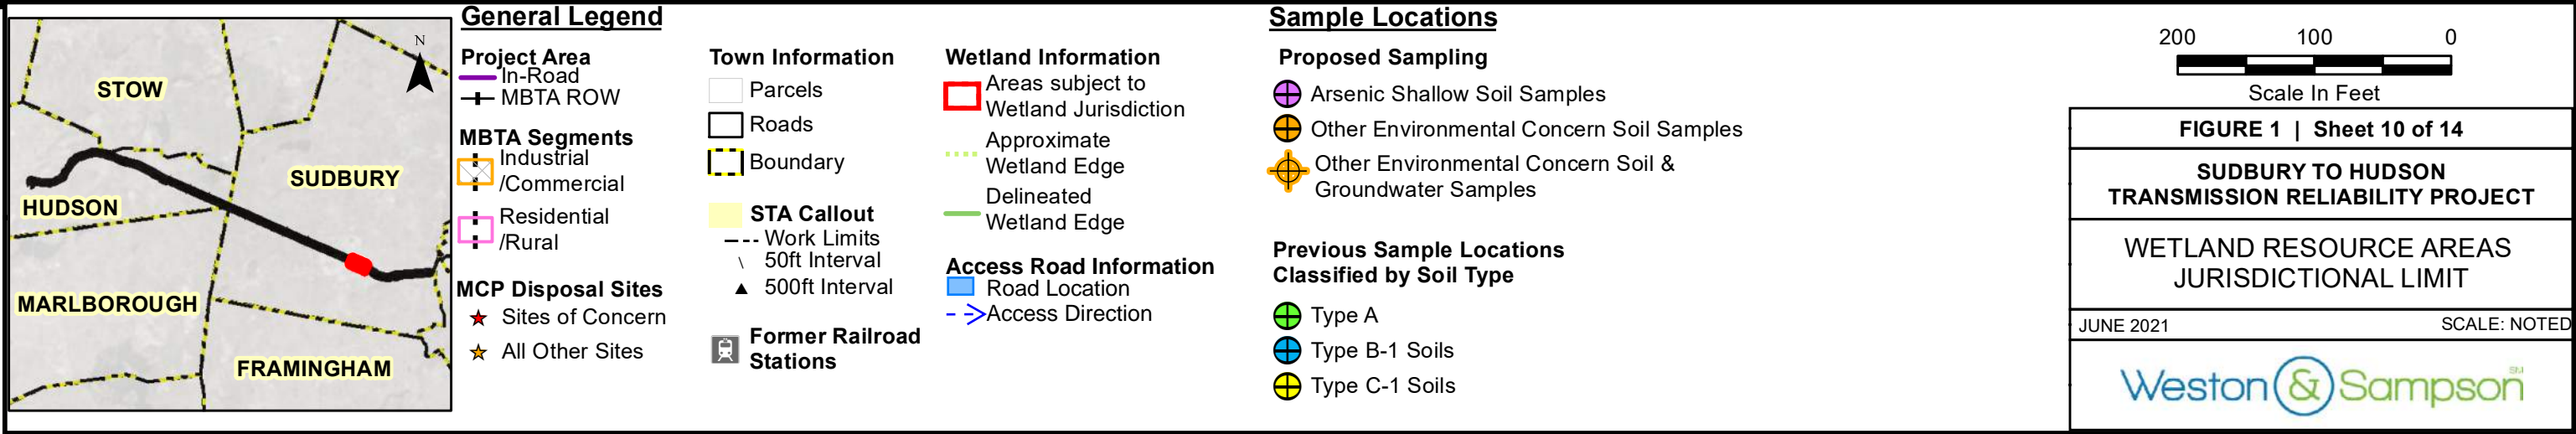 N
STOW
SUDBURY
HUDSON
MARLBOROUGH
FRAMINGHAM
General Legend
Project Area
In-Road
MBTA ROW
MBTA Segments
Industrial
/Commercial
Residential
/Rural
MCP Disposal Sites
Sites of Concern
All Other Sites
Town Information
Parcels
Roads
Boundary
STA Callout
Work Limits
50ft Interval
500ft Interval
Former Railroad
Stations
Wetland Information
Areas subject to
Wetland Jurisdiction
Approximate
Wetland Edge
Delineated
Wetland Edge
Access Road Information
Road Location
Access Direction
Sample Locations
Proposed Sampling
Arsenic Shallow Soil Samples
Other Environmental Concern Soil Samples
Other Environmental Concern Soil &
Groundwater Samples
Previous Sample Locations
Classified by Soil Type
Type A
Type B-1 Soils
Type C-1 Soils
200 100 0
Scale In Feet
FIGURE 1 | Sheet 10 of 14
SUDBURY TO HUDSON
TRANSMISSION RELIABILITY PROJECT
WETLAND RESOURCE AREAS
JURISDICTIONAL LIMIT
JUNE 2021 SCALE: NOTED
Weston & Sampson SM